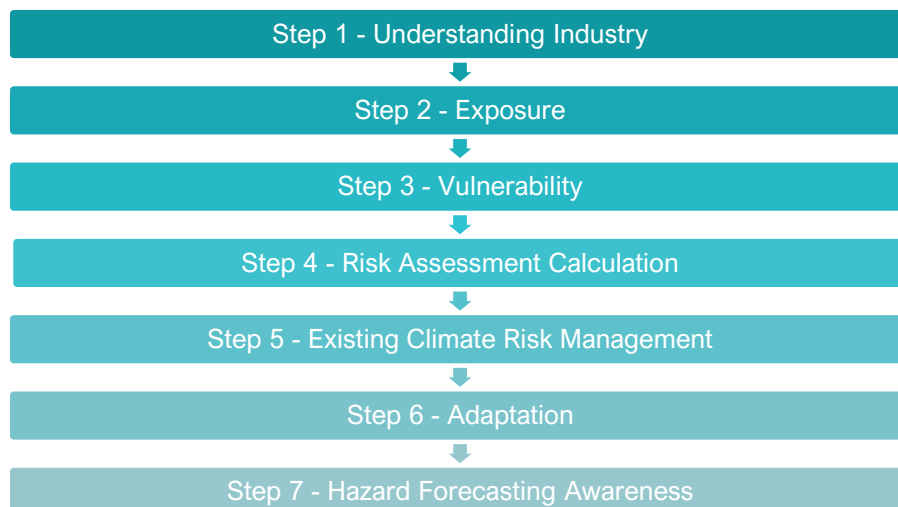 Step 1 - Understanding Industry
Step 2 - Exposure
Step 3 - Vulnerability
Step 4 - Risk Assessment Calculation
Step 5 - Existing Climate Risk Management
Step 6 - Adaptation
Step 7 - Hazard Forecasting Awareness